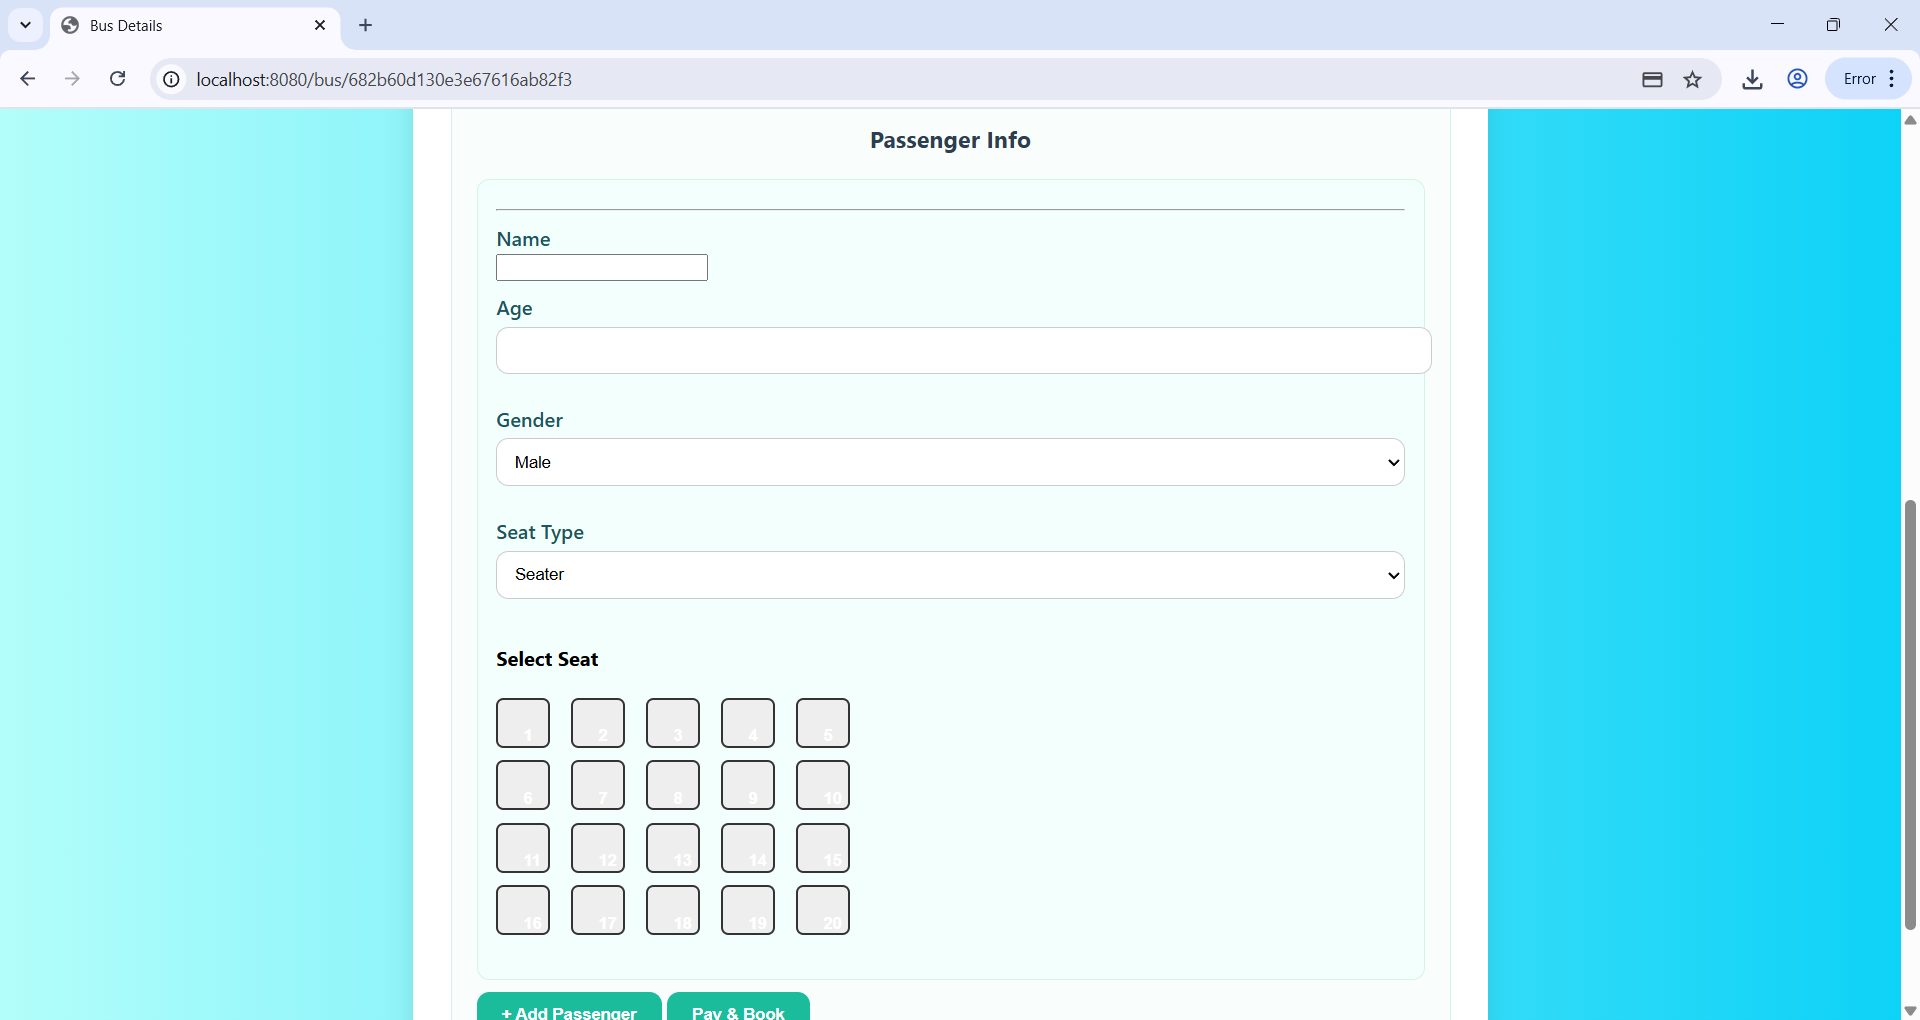 Bus Details
localhost:8080/bus/682b60d130e3e67616ab82f3
Error
Passenger Info
Name
Age
Gender
Male
Seat Type
Seater
Select Seat
1 2 3 4 5
6 7 8 9 10
11 12 13 14 15
16 17 18 19 20
+ Add Passenger Pay & Book